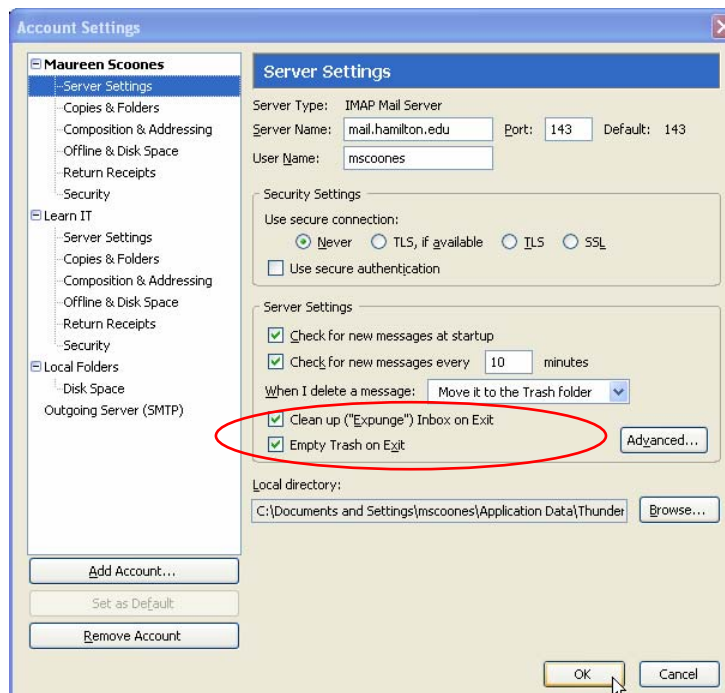 Account Settings
Maureen Scoones
Server Settings
Copies & Folders
Composition & Addressing
Offline & Disk Space
Return Receipts
Security
Learn IT
Server Settings
Copies & Folders
Composition & Addressing
Offline & Disk Space
Return Receipts
Security
Local Folders
Disk Space
Outgoing Server (SMTP)
Add Account...
Set as Default
Remove Account
Server Settings
Server Type: IMAP Mail Server
Server Name: mail.hamilton.edu Port: 143 Default: 143
User Name: mscoones
Security Settings
Use secure connection:
Never TLS, if available TLS SSL
Use secure authentication
Server Settings
Check for new messages at startup
Check for new messages every 10 minutes
When I delete a message: Move it to the Trash folder
Clean up ("Expunge") Inbox on Exit
Empty Trash on Exit
Advanced...
Local directory:
C:\Documents and Settings\mscoones\Application Data\Thunder Browse...
OK Cancel